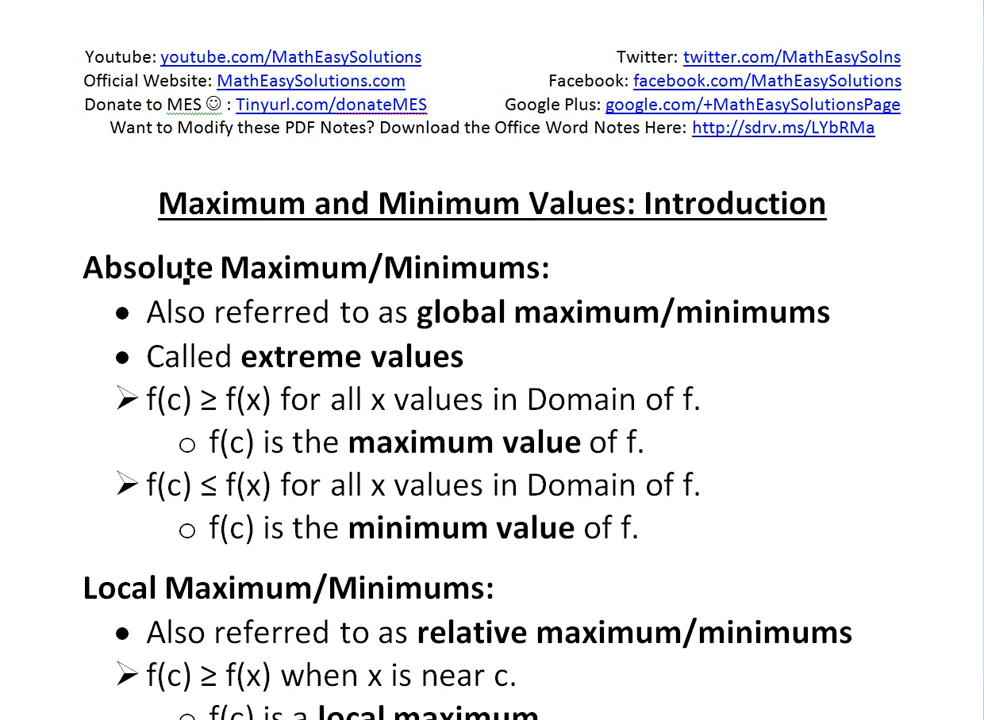 Youtube: youtube.com/MathEasySolutions Twitter: twitter.com/MathEasySolns
Official Website: MathEasySolutions.com Facebook: facebook.com/MathEasySolutions
Donate to MES ☺ : Tinyurl.com/donateMES Google Plus: google.com/+MathEasySolutionsPage
Want to Modify these PDF Notes? Download the Office Word Notes Here: http://sdrv.ms/LYbRMa
Maximum and Minimum Values: Introduction
Absolute Maximum/Minimums:
• Also referred to as global maximum/minimums
• Called extreme values
➢ f(c) ≥ f(x) for all x values in Domain of f.
○ f(c) is the maximum value of f.
➢ f(c) ≤ f(x) for all x values in Domain of f.
○ f(c) is the minimum value of f.
Local Maximum/Minimums:
• Also referred to as relative maximum/minimums
➢ f(c) ≥ f(x) when x is near c.
○ f(c) is a local maximum